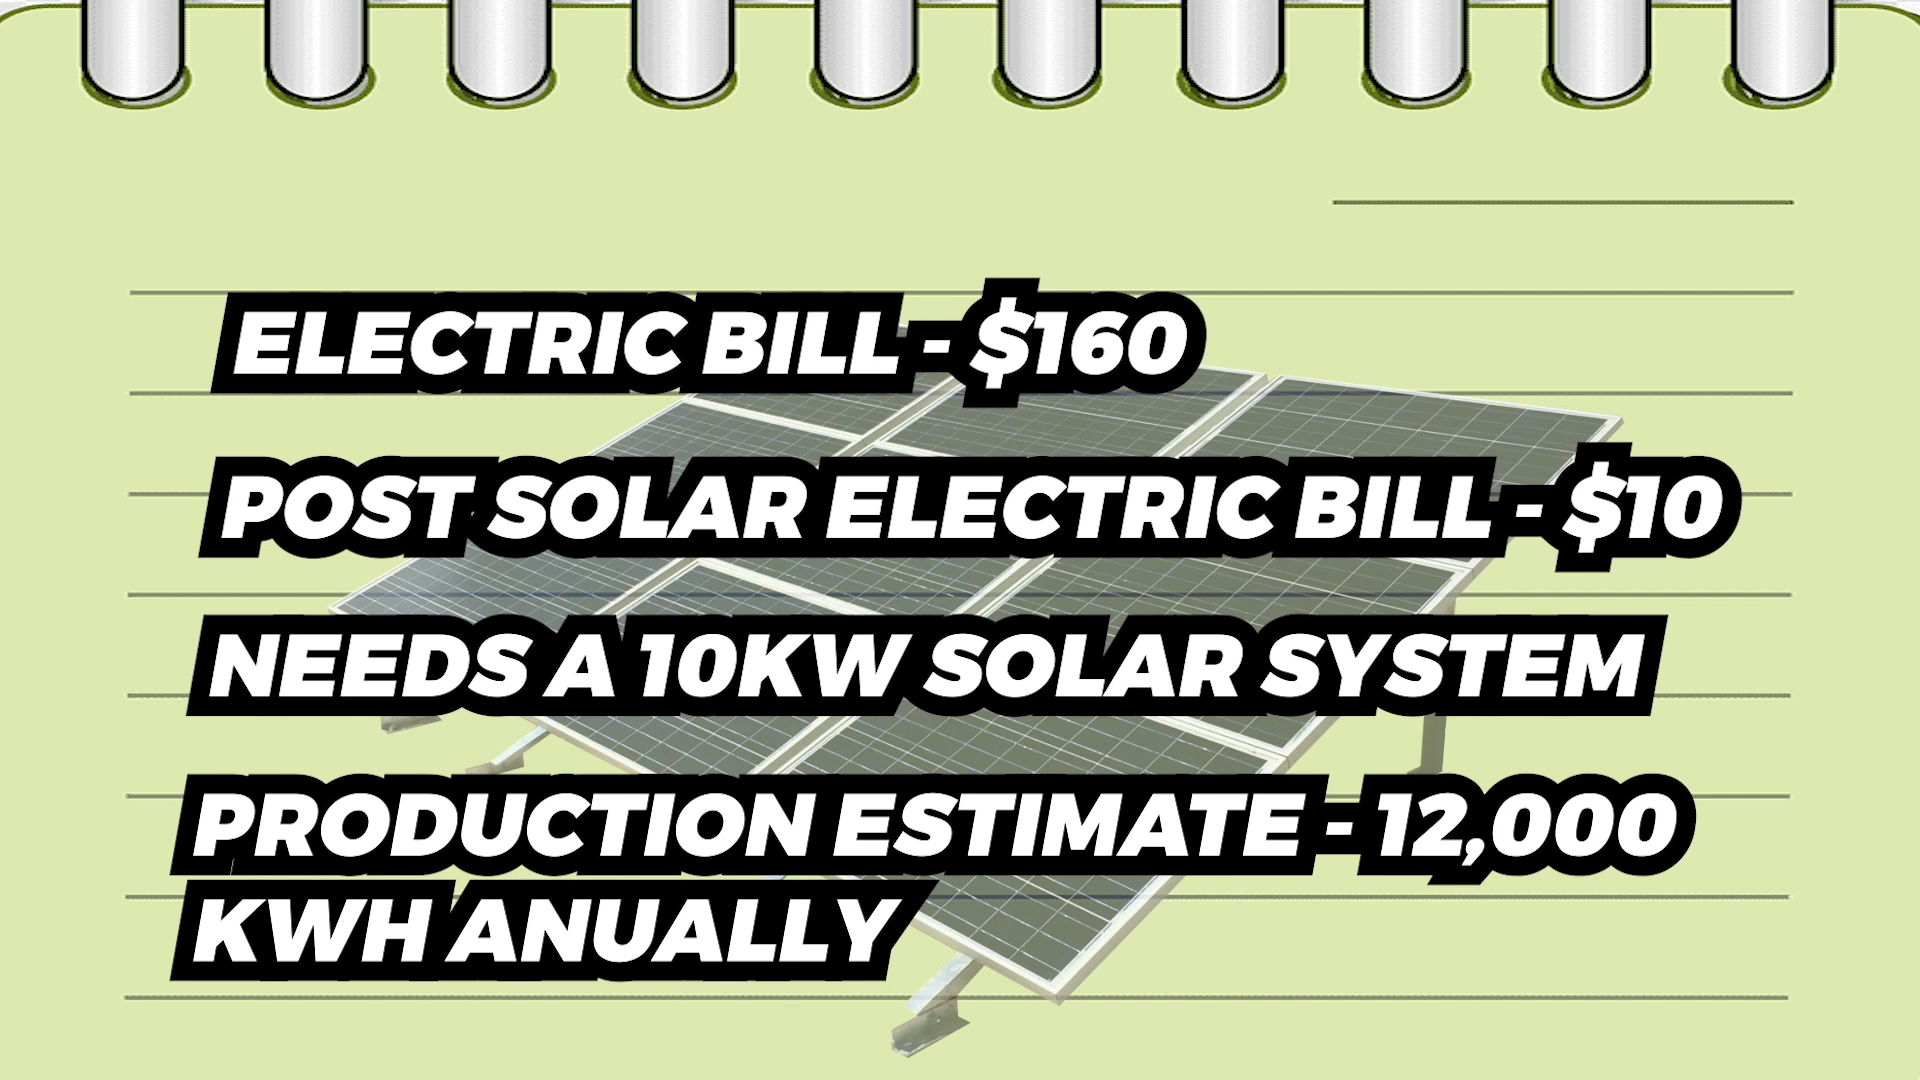 ELECTRIC BILL - $160
POST SOLAR ELECTRIC BILL - $10
NEEDS A 10KW SOLAR SYSTEM
PRODUCTION ESTIMATE - 12,000
KWH ANUALLY